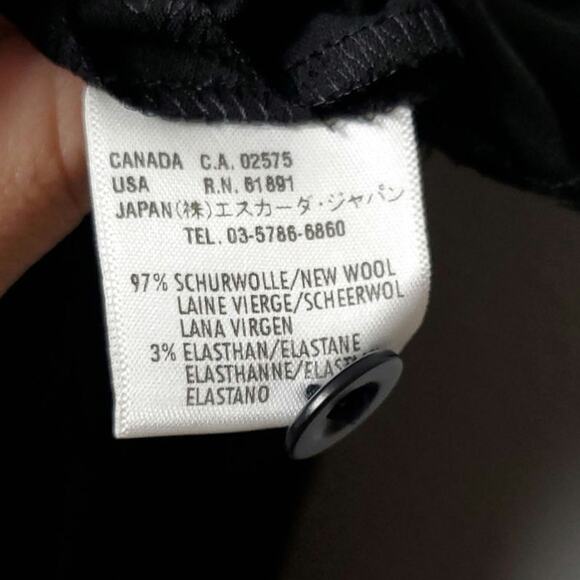 CANADA C.A. 02575
USA R.N. 61891
JAPAN(株)エスカーダ・ジャパン
TEL. 03-5786-6860
97% SCHURWOLLE/NEW WOOL
LAINE VIERGE/SCHEERWOL
LANA VIRGEN
3% ELASTHAN/ELASTANE
ELASTHANNE/
ELASTANO